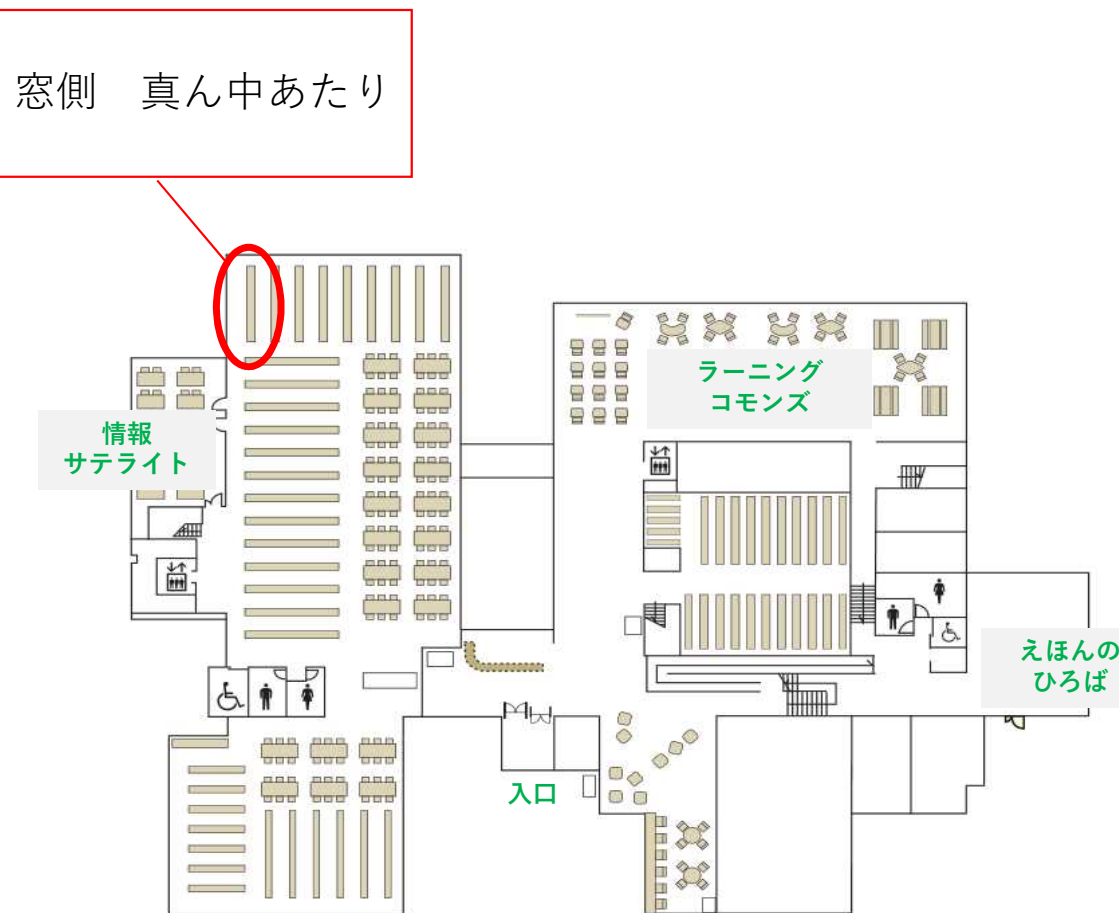 窓側　真ん中あたり
ラーニング
コモンズ
情報
サテライト
えほんの
ひろば
入口